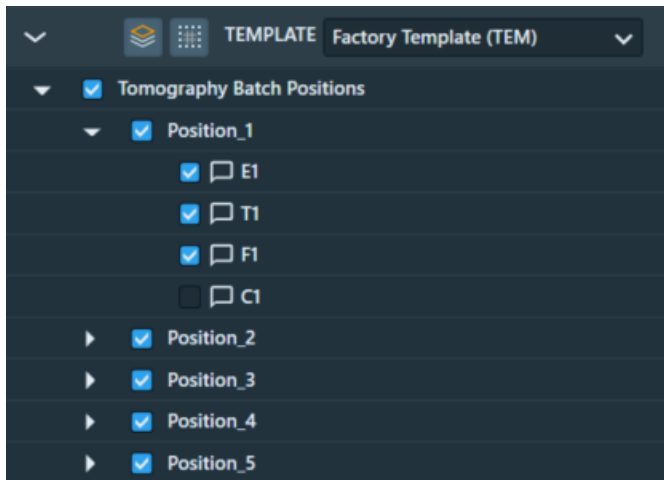 TEMPLATE Factory Template (TEM)
Tomography Batch Positions
Position_1
E1
T1
F1
C1
Position_2
Position_3
Position_4
Position_5